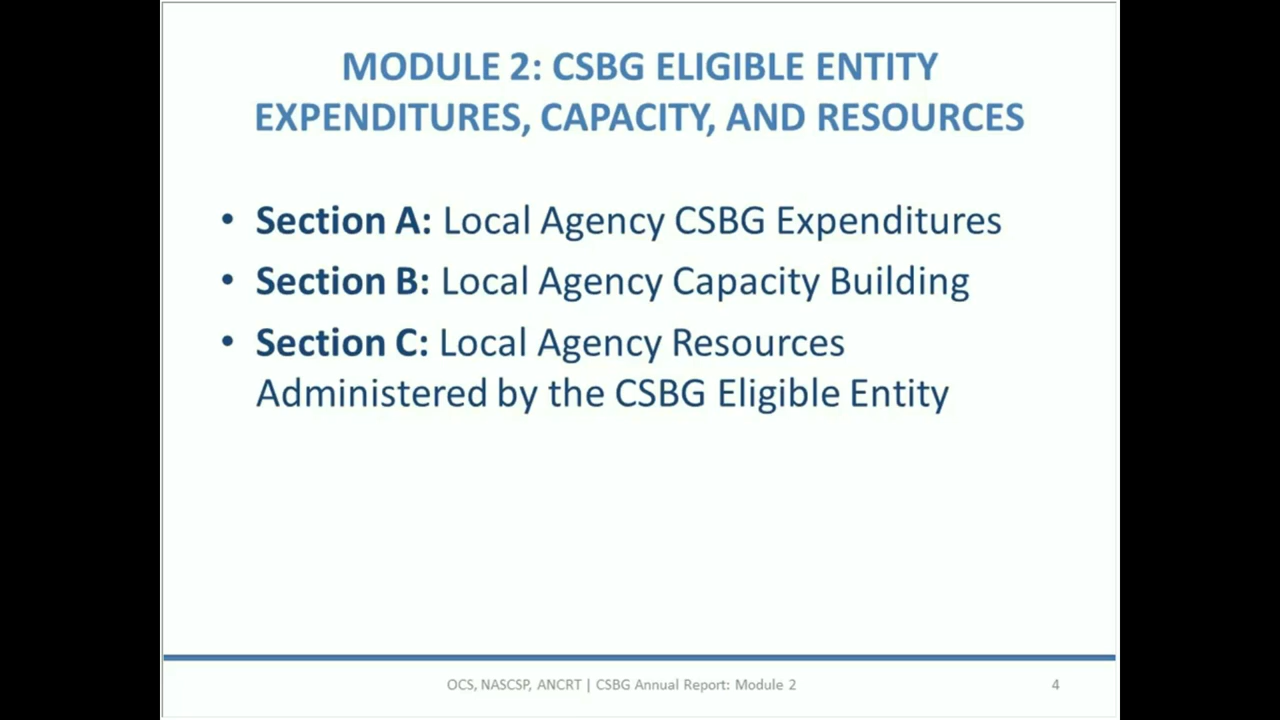 MODULE 2: CSBG ELIGIBLE ENTITY
EXPENDITURES, CAPACITY, AND RESOURCES
• Section A: Local Agency CSBG Expenditures
• Section B: Local Agency Capacity Building
• Section C: Local Agency Resources
Administered by the CSBG Eligible Entity
OCS, NASCSP, ANCRT | CSBG Annual Report: Module 2
4